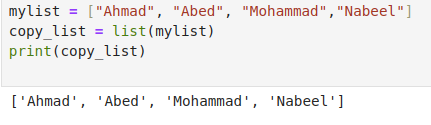 mylist = ["Ahmad", "Abed", "Mohammad","Nabeel"]
copy_list = list(mylist)
print(copy_list)
['Ahmad', 'Abed', 'Mohammad', 'Nabeel']